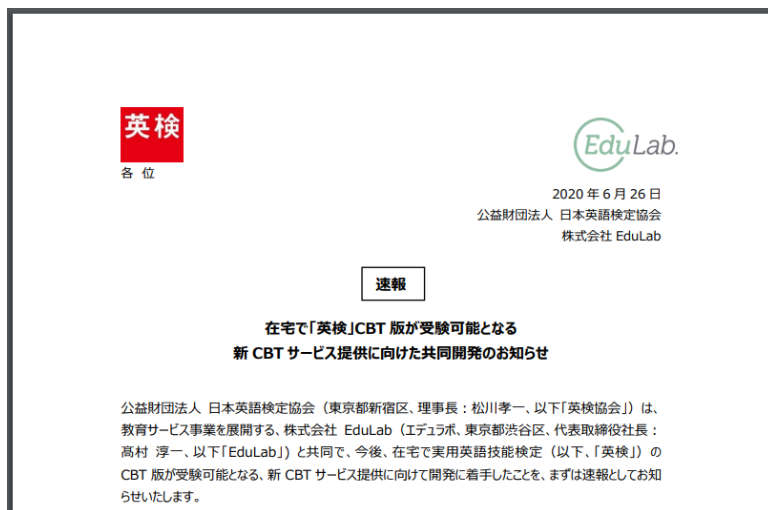 英検
EduLab.
各 位
2020 年 6 月 26 日
公益財団法人 日本英語検定協会
株式会社 EduLab
速報
在宅で「英検」CBT 版が受験可能となる
新 CBT サービス提供に向けた共同開発のお知らせ
公益財団法人 日本英語検定協会（東京都新宿区、理事長：松川孝一、以下「英検協会」）は、
教育サービス事業を展開する、株式会社 EduLab（エデュラボ、東京都渋谷区、代表取締役社長：
髙村 淳一、以下「EduLab」）と共同で、今後、在宅で実用英語技能検定（以下、「英検」）の
CBT 版が受験可能となる、新 CBT サービス提供に向けて開発に着手したことを、まずは速報としてお知
らせいたします。